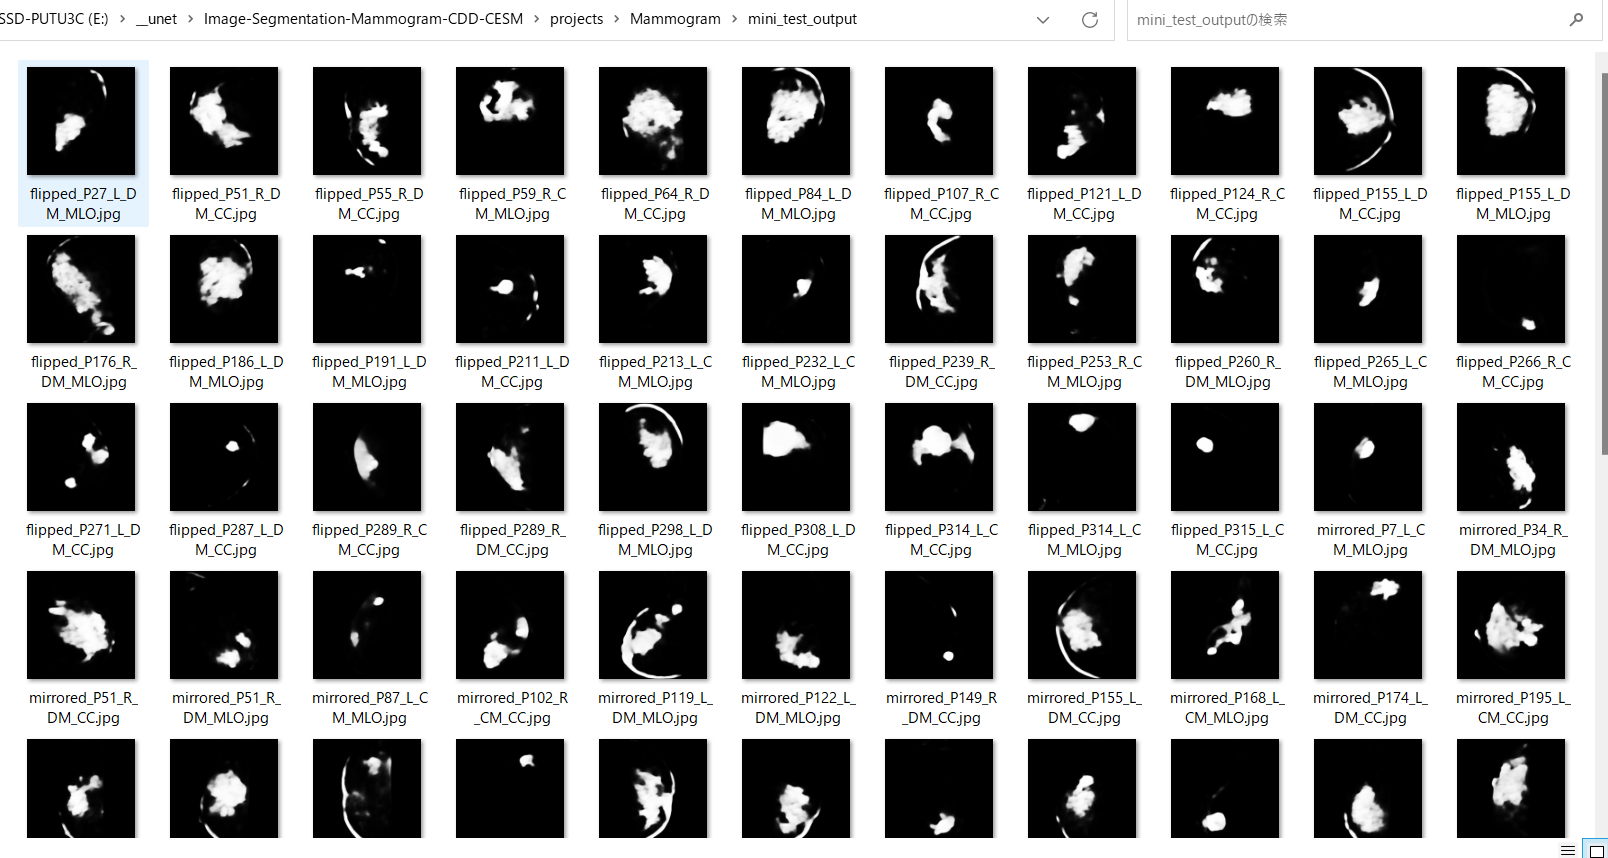 SSD-PUTU3C (E:) > __unet > Image-Segmentation-Mammogram-CDD-CESM > projects > Mammogram > mini_test_output
mini_test_outputの検索
flipped_P27_L_D
M_MLO.jpg
flipped_P51_R_D
M_CC.jpg
flipped_P55_R_D
M_MLO.jpg
flipped_P59_R_C
M_MLO.jpg
flipped_P64_R_D
M_CC.jpg
flipped_P84_L_D
M_MLO.jpg
flipped_P107_R_C
M_CC.jpg
flipped_P121_L_D
M_CC.jpg
flipped_P124_R_C
M_CC.jpg
flipped_P155_L_D
M_CC.jpg
flipped_P155_L_D
M_MLO.jpg
flipped_P176_R_
DM_MLO.jpg
flipped_P186_L_D
M_MLO.jpg
flipped_P191_L_D
M_MLO.jpg
flipped_P211_L_D
M_CC.jpg
flipped_P213_L_C
M_MLO.jpg
flipped_P232_L_C
M_MLO.jpg
flipped_P239_R_
DM_CC.jpg
flipped_P253_R_C
M_MLO.jpg
flipped_P260_R_
DM_MLO.jpg
flipped_P265_L_C
M_MLO.jpg
flipped_P266_R_C
M_CC.jpg
flipped_P271_L_D
M_CC.jpg
flipped_P287_L_D
M_CC.jpg
flipped_P289_R_C
M_CC.jpg
flipped_P289_R_
DM_CC.jpg
flipped_P298_L_D
M_MLO.jpg
flipped_P308_L_D
M_CC.jpg
flipped_P314_L_C
M_CC.jpg
flipped_P314_L_C
M_MLO.jpg
flipped_P315_L_C
M_CC.jpg
mirrored_P7_L_C
M_MLO.jpg
mirrored_P34_R_
DM_MLO.jpg
mirrored_P51_R_
DM_CC.jpg
mirrored_P51_R_
DM_MLO.jpg
mirrored_P87_L_C
M_MLO.jpg
mirrored_P102_R
_CM_CC.jpg
mirrored_P119_L_
DM_MLO.jpg
mirrored_P122_L_
DM_MLO.jpg
mirrored_P149_R
_DM_CC.jpg
mirrored_P155_L_
DM_CC.jpg
mirrored_P168_L_
CM_MLO.jpg
mirrored_P174_L_
DM_CC.jpg
mirrored_P195_L_
CM_CC.jpg